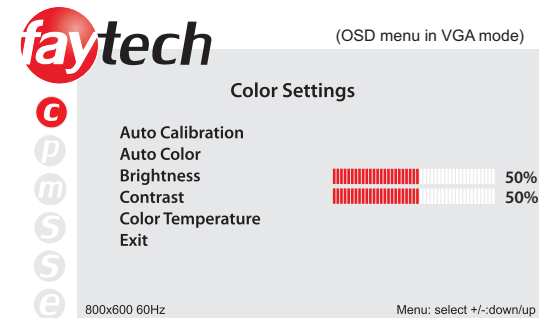 faytech
(OSD menu in VGA mode)
Color Settings
c
p
m
s
s
e
Auto Calibration
Auto Color
Brightness 50%
Contrast 50%
Color Temperature
Exit
800x600 60Hz Menu: select +/-:down/up